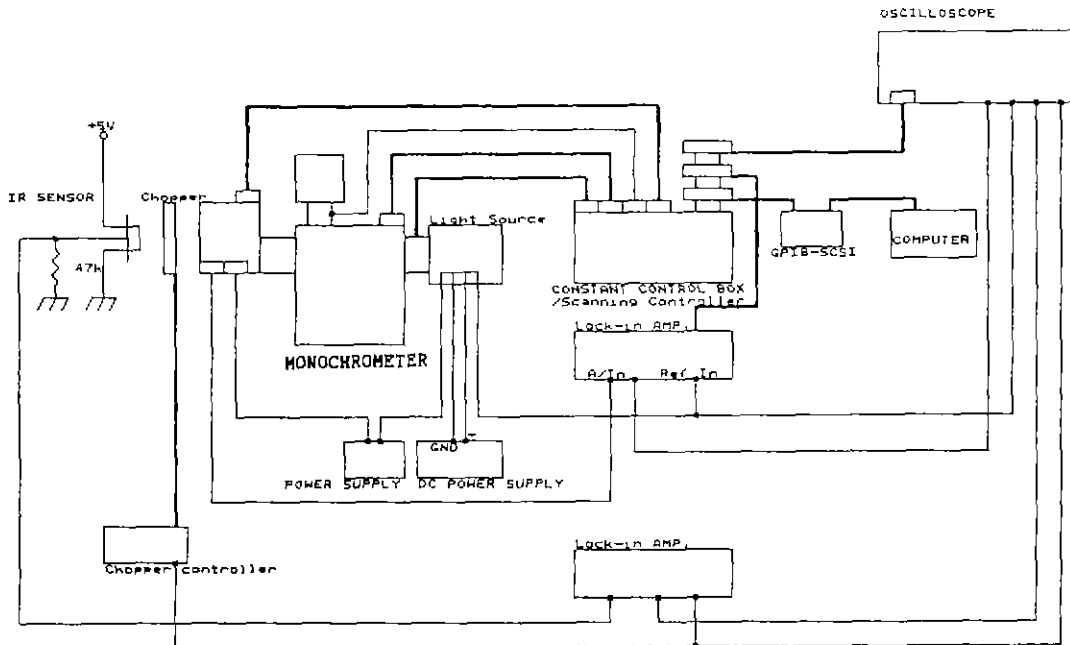 OSCILLOSCOPE
+5V
IR SENSOR
Chopper
Light Source
47k
GPIB-SCSI
COMPUTER
CONSTANT CONTROL BOX
/Scanning Controller
Lock-in AMP.
MONOCHROMETER
A/In
Ref In
GND
POWER SUPPLY
DC POWER SUPPLY
Lock-in AMP.
Chopper controller